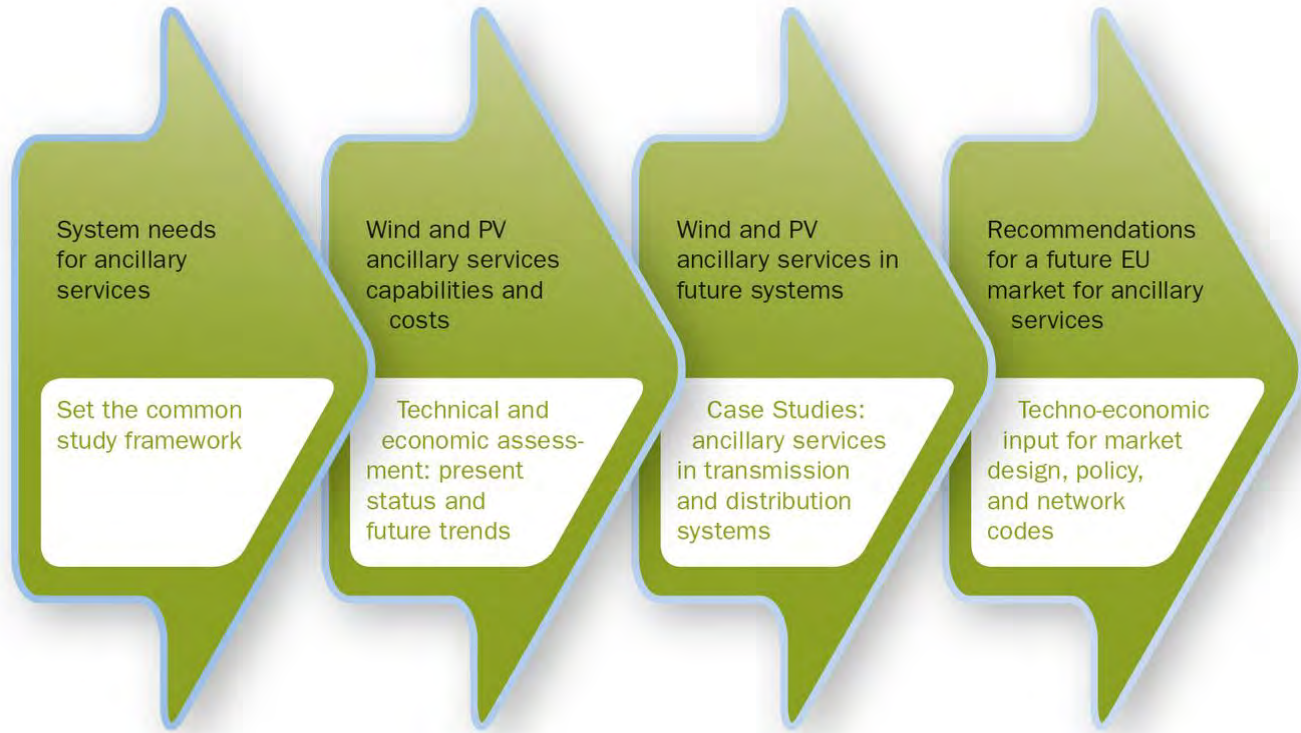 System needs
for ancillary
services
Set the common
study framework
Wind and PV
ancillary services
capabilities and
costs
Technical and
economic assess-
ment: present
status and
future trends
Wind and PV
ancillary services in
future systems
Case Studies:
ancillary services
in transmission
and distribution
systems
Recommendations
for a future EU
market for ancillary
services
Techno-economic
input for market
design, policy,
and network
codes